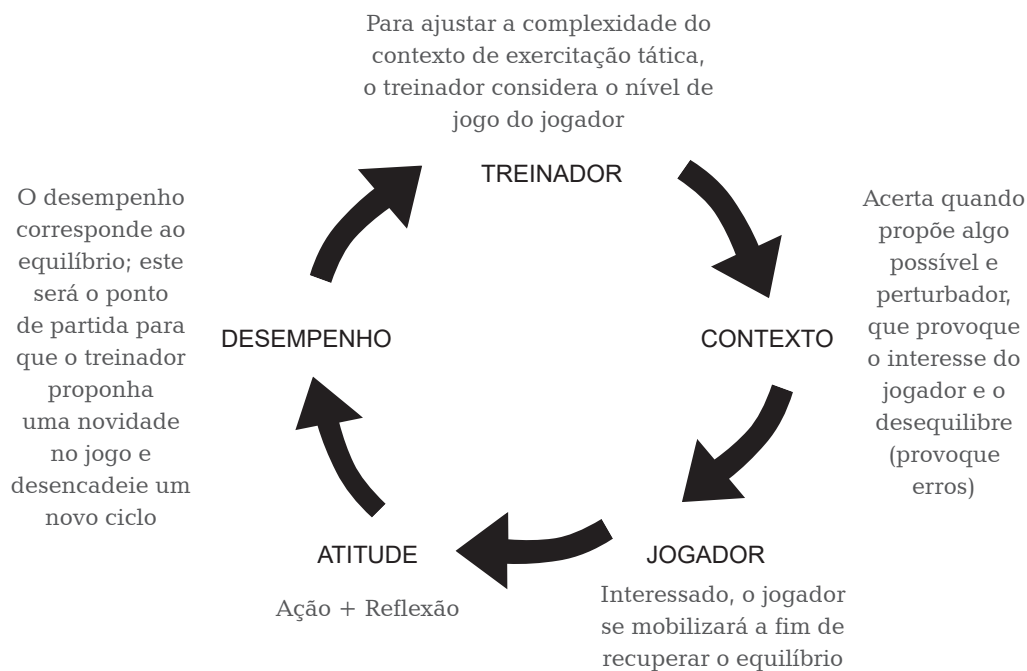 Para ajustar a complexidade do
contexto de exercitação tática,
o treinador considera o nível de
jogo do jogador
TREINADOR
Acerta quando
propõe algo
possível e
perturbador,
que provoque
o interesse do
jogador e o
desequilibre
(provoque
erros)
CONTEXTO
JOGADOR
Interessado, o jogador
se mobilizará a fim de
recuperar o equilíbrio
ATITUDE
Ação + Reflexão
DESEMPENHO
O desempenho
corresponde ao
equilíbrio; este
será o ponto
de partida para
que o treinador
proponha
uma novidade
no jogo e
desencadeie um
novo ciclo